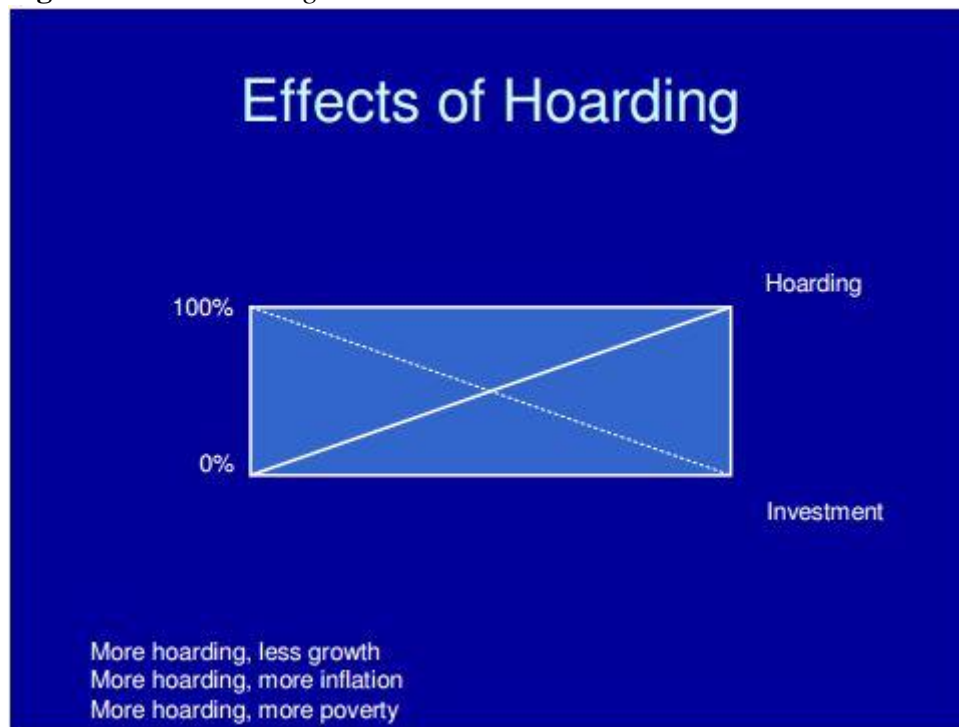 Effects of Hoarding
Hoarding
100%
0%
Investment
More hoarding, less growth
More hoarding, more inflation
More hoarding, more poverty